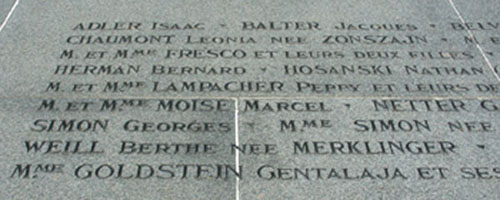 ADLER ISAAC - BALTER JACQUES -
CHAUMONT LEONIA NEE ZONSZAJN -
M. ET MME FRESCO ET LEURS DEUX FILLES
HERMAN BERNARD - HOSANSKI NATHAN
M. ET MME LAMPACHER PEPPY ET LEURS
M. ET MME MOISE MARCEL - NETTER
SIMON GEORGES - MME SIMON NEE
WEILL BERTHE NEE MERKLINGER -
MME GOLDSTEIN GENTALAJA ET SES